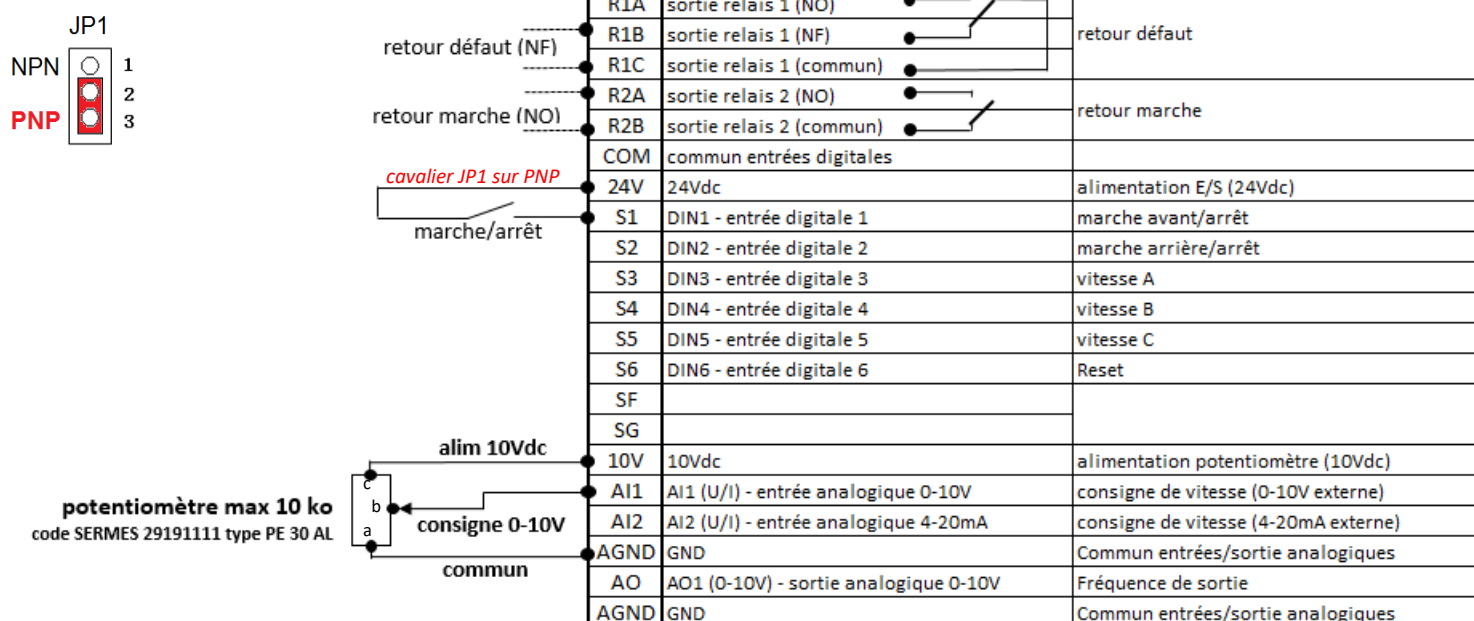 R1A sortie relais 1 (NO)
JP1
NPN 1
2
PNP 3
retour défaut (NF)
R1B sortie relais 1 (NF) retour défaut
R1C sortie relais 1 (commun)
R2A sortie relais 2 (NO)
retour marche (NO) retour marche
R2B sortie relais 2 (commun)
COM commun entrées digitales
cavalier JP1 sur PNP
24V 24Vdc alimentation E/S (24Vdc)
S1 DIN1 - entrée digitale 1 marche avant/arrêt
marche/arrêt
S2 DIN2 - entrée digitale 2 marche arrière/arrêt
S3 DIN3 - entrée digitale 3 vitesse A
S4 DIN4 - entrée digitale 4 vitesse B
S5 DIN5 - entrée digitale 5 vitesse C
S6 DIN6 - entrée digitale 6 Reset
SF
SG
alim 10Vdc
10V 10Vdc alimentation potentiomètre (10Vdc)
c
AI1 AI1 (U/I) - entrée analogique 0-10V consigne de vitesse (0-10V externe)
potentiomètre max 10 ko b
consigne 0-10V
AI2 AI2 (U/I) - entrée analogique 4-20mA consigne de vitesse (4-20mA externe)
code SERMES 29191111 type PE 30 AL a
AGND GND Commun entrées/sortie analogiques
commun
AO AO1 (0-10V) - sortie analogique 0-10V Fréquence de sortie
AGND GND Commun entrées/sortie analogiques